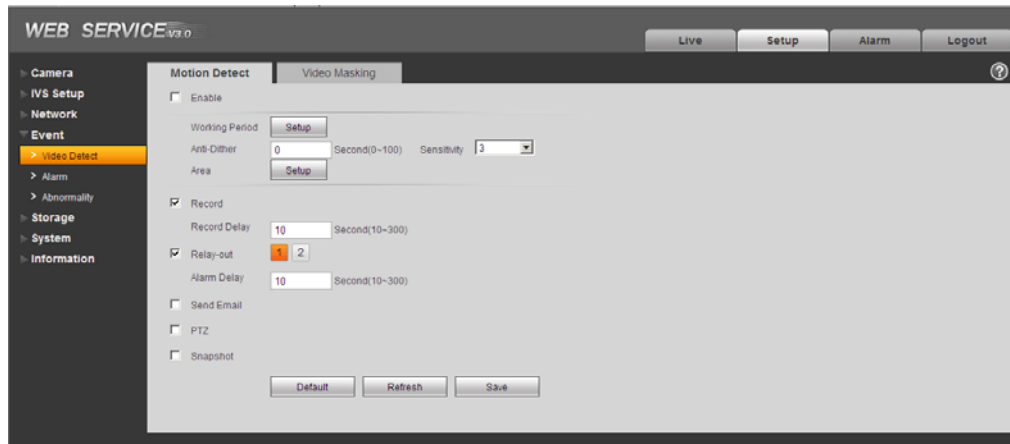 WEB SERVICE V3.0
Live Setup Alarm Logout
Camera
IVS Setup
Network
Event
Video Detect
Alarm
Abnormality
Storage
System
Information
Motion Detect Video Masking
?
Enable
Working Period Setup
Anti-Dither 0 Second(0~100) Sensitivity 3
Area Setup
Record
Record Delay 10 Second(10~300)
Relay-out 1 2
Alarm Delay 10 Second(10~300)
Send Email
PTZ
Snapshot
Default Refresh Save